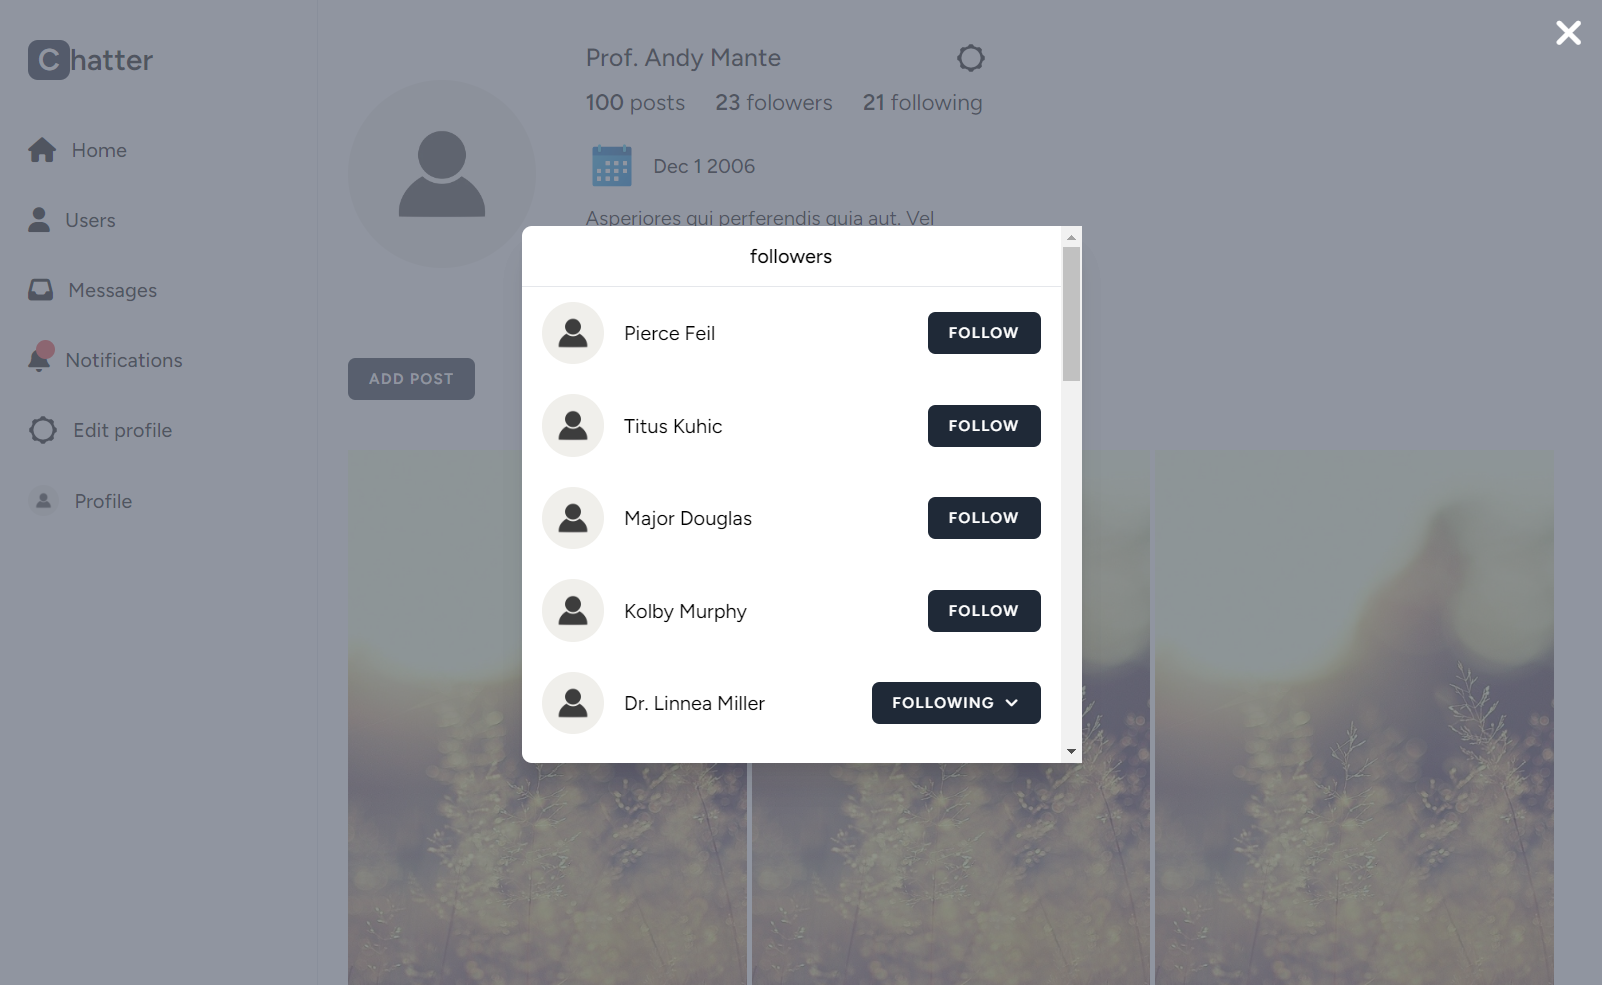 Chatter
Home
Users
Messages
Notifications
Edit profile
Profile
Prof. Andy Mante
100 posts 23 folowers 21 following
Dec 1 2006
Asperiores qui perferendis quia aut. Vel
ADD POST
followers
Pierce Feil FOLLOW
Titus Kuhic FOLLOW
Major Douglas FOLLOW
Kolby Murphy FOLLOW
Dr. Linnea Miller FOLLOWING